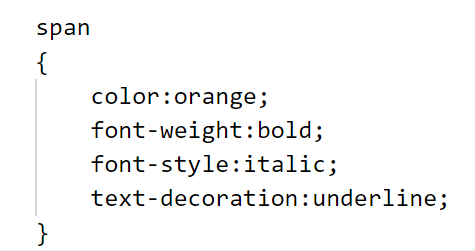 span
{
    color:orange;
    font-weight:bold;
    font-style:italic;
    text-decoration:underline;
}